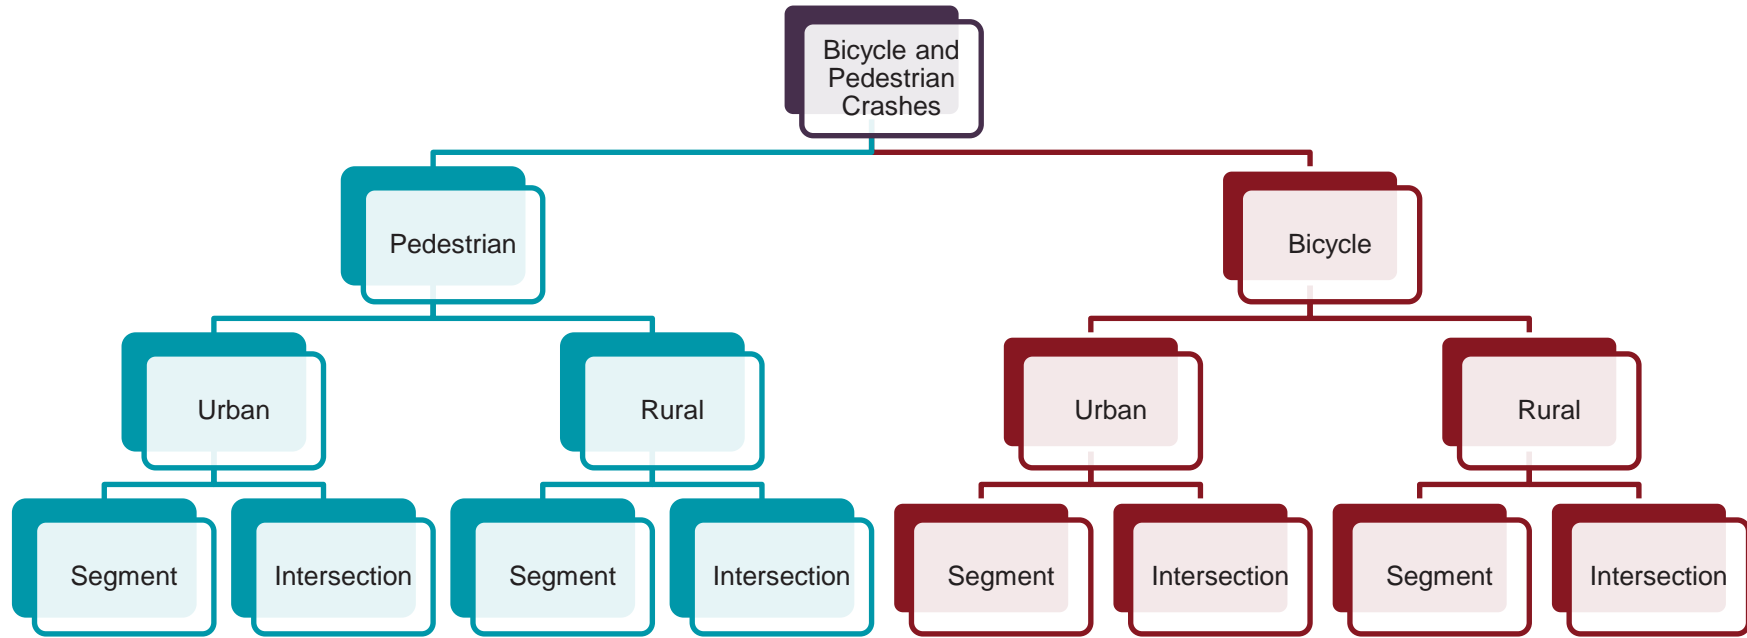 Bicycle and
Pedestrian
Crashes
Pedestrian
Bicycle
Urban
Rural
Urban
Rural
Segment
Intersection
Segment
Intersection
Segment
Intersection
Segment
Intersection